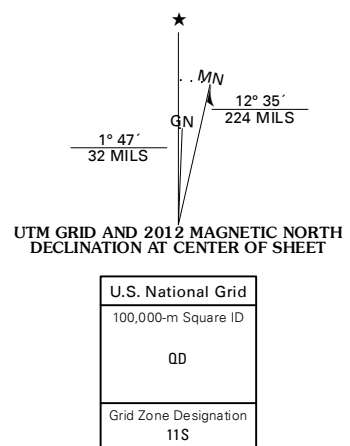 ★
MN
GN
12° 35´
224 MILS
1° 47´
32 MILS
UTM GRID AND 2012 MAGNETIC NORTH
DECLINATION AT CENTER OF SHEET
U.S. National Grid
100,000-m Square ID
QD
Grid Zone Designation
11S